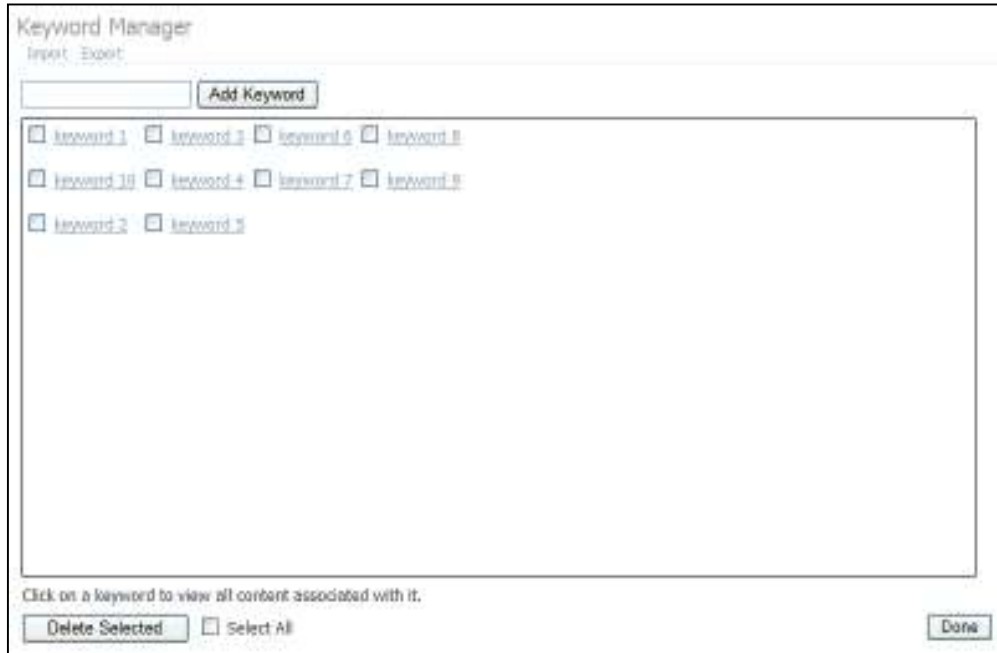 Keyword Manager
Import Export
Add Keyword
keyword 1 keyword 3 keyword 6 keyword 8
keyword 10 keyword 4 keyword 7 keyword 9
keyword 2 keyword 5
Click on a keyword to view all content associated with it.
Delete Selected Select All Done